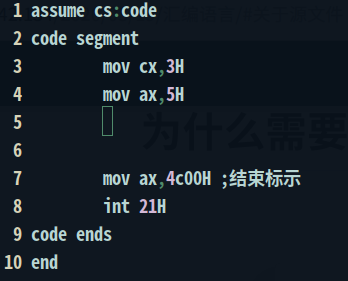 1 assume cs:code
2 code segment
3 mov cx,3H
4 mov ax,5H
5
6
7 mov ax,4c00H ;结束标示
8 int 21H
9 code ends
10 end
为什么需要